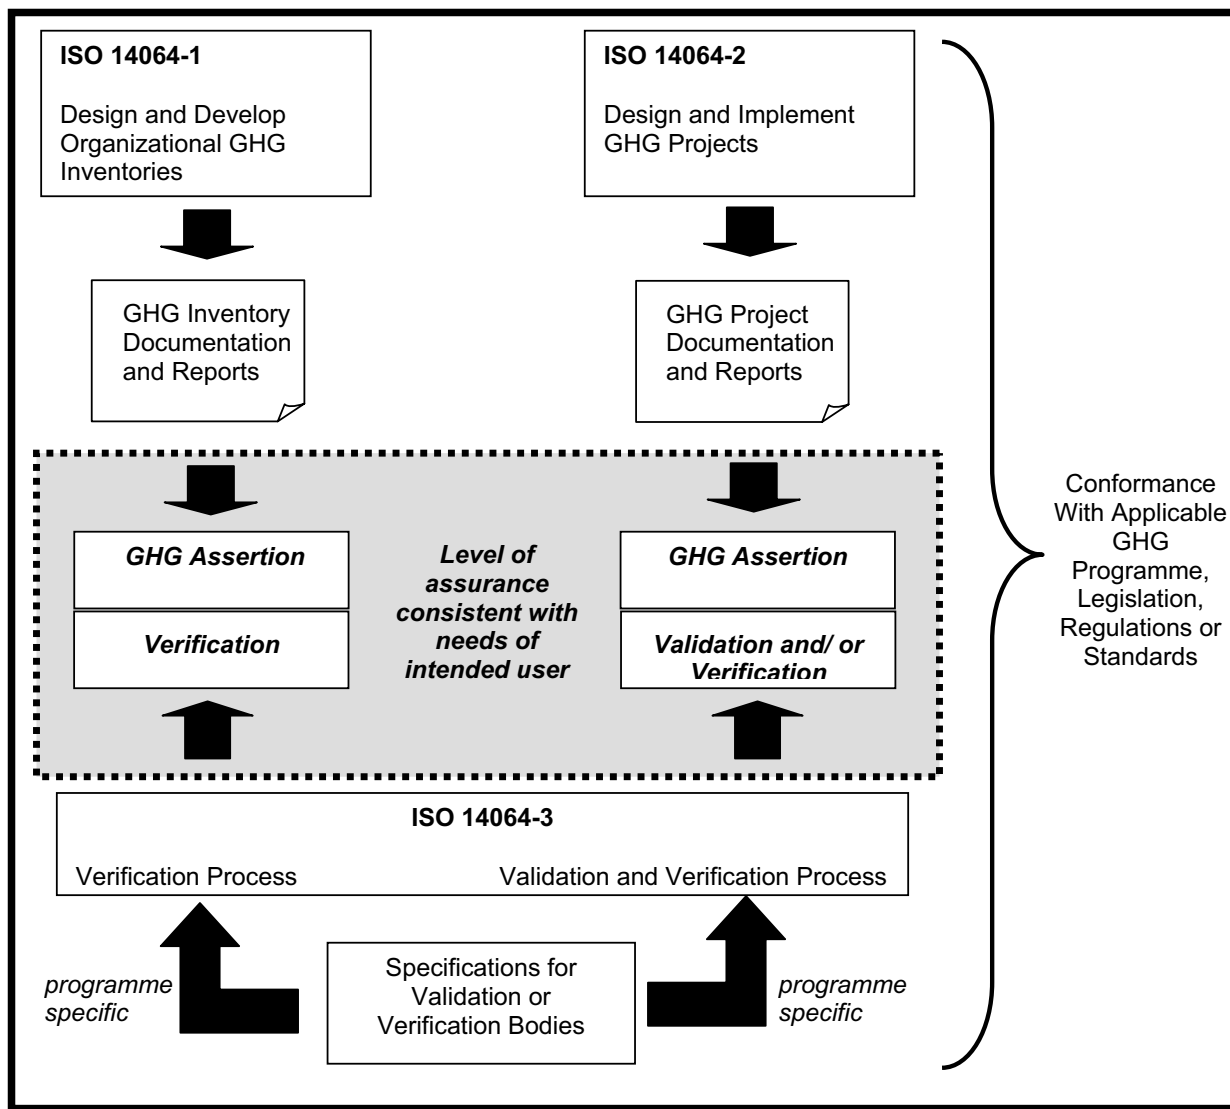 ISO 14064-1
Design and Develop
Organizational GHG
Inventories
ISO 14064-2
Design and Implement
GHG Projects
GHG Inventory
Documentation
and Reports
GHG Project
Documentation
and Reports
GHG Assertion
Verification
Level of
assurance
consistent with
needs of
intended user
GHG Assertion
Validation and/ or
Verification
ISO 14064-3
Verification Process
Validation and Verification Process
programme
specific
Specifications for
Validation or
Verification Bodies
programme
specific
Conformance
With Applicable
GHG
Programme,
Legislation,
Regulations or
Standards